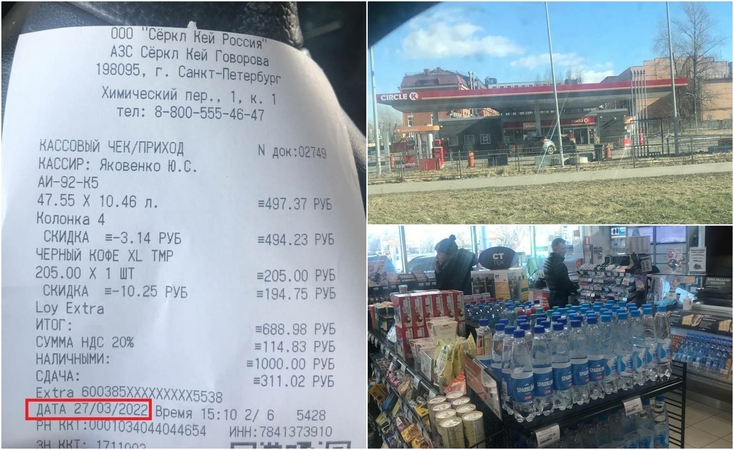 ООО "Сёркл Кей Россия"
АЗС Сёркл Кей Говорова
198095, г. Санкт-Петербург
Химический пер., 1, к. 1
тел: 8-800-555-46-47
КАССОВЫЙ ЧЕК/ПРИХОД N док:02749
КАССИР: Яковенко Ю.С.
АИ-92-К5
47.55 X 10.46 л. ≡497.37 РУБ
Колонка 4
СКИДКА ≡-3.14 РУБ ≡494.23 РУБ
ЧЕРНЫЙ КОФЕ XL TMP
205.00 X 1 ШТ ≡205.00 РУБ
СКИДКА ≡-10.25 РУБ ≡194.75 РУБ
Loy Extra
ИТОГ: ≡688.98 РУБ
СУММА НДС 20% ≡114.83 РУБ
НАЛИЧНЫМИ: ≡1000.00 РУБ
СДАЧА: ≡311.02 РУБ
Extra 600385XXXXXXXXX5538
ДАТА 27/03/2022 Время 15:10 2/ 6 5428
РН ККТ:0001034044044654 ИНН:7841373910
ЗН ККТ:
CIRCLE K
СТ